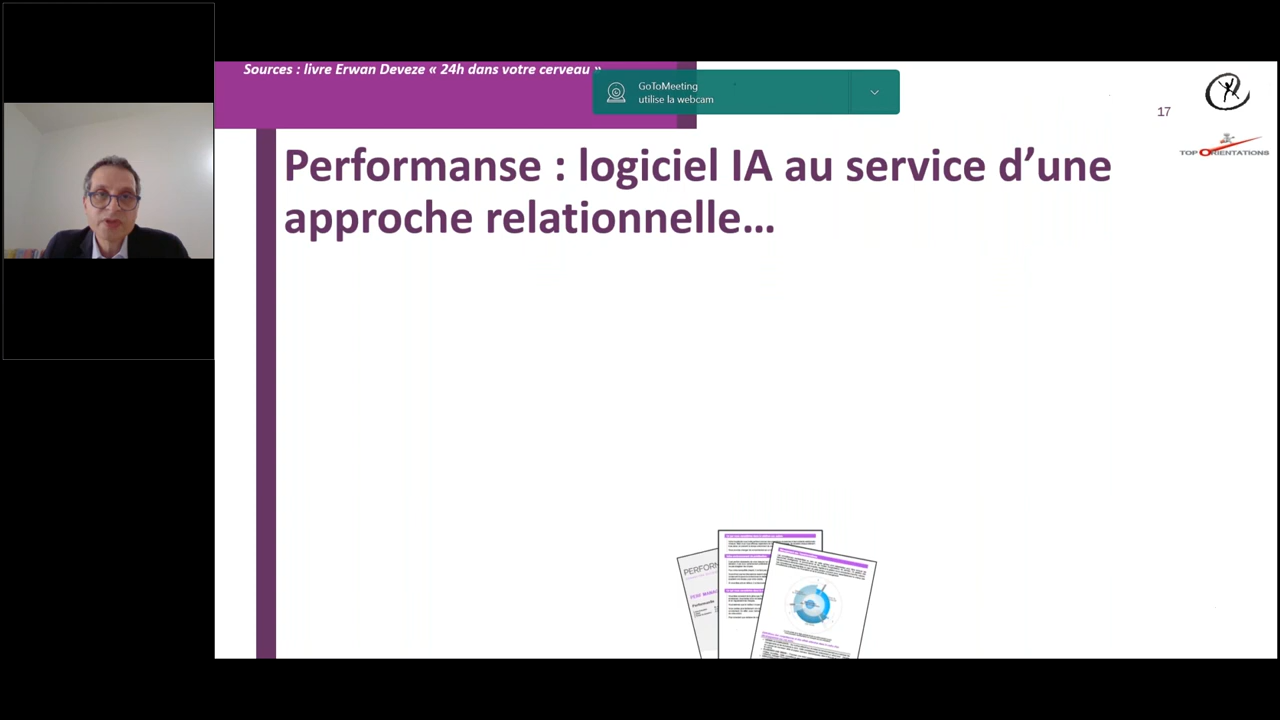 Sources : livre Erwan Deveze « 24h dans votre cerveau »
GoToMeeting
utilise la webcam
17
TOP ORIENTATIONS
Performanse : logiciel IA au service d’une
approche relationnelle…